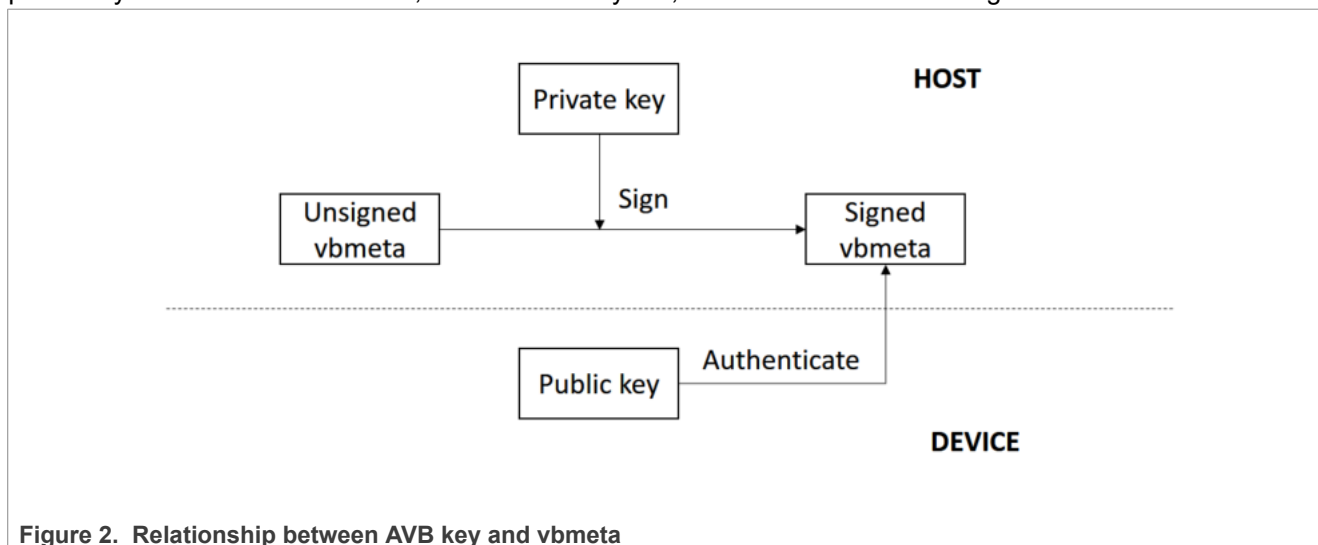 HOST
Private key
Sign
Unsigned
vbmeta
Signed
vbmeta
Authenticate
Public key
DEVICE
Figure 2. Relationship between AVB key and vbmeta